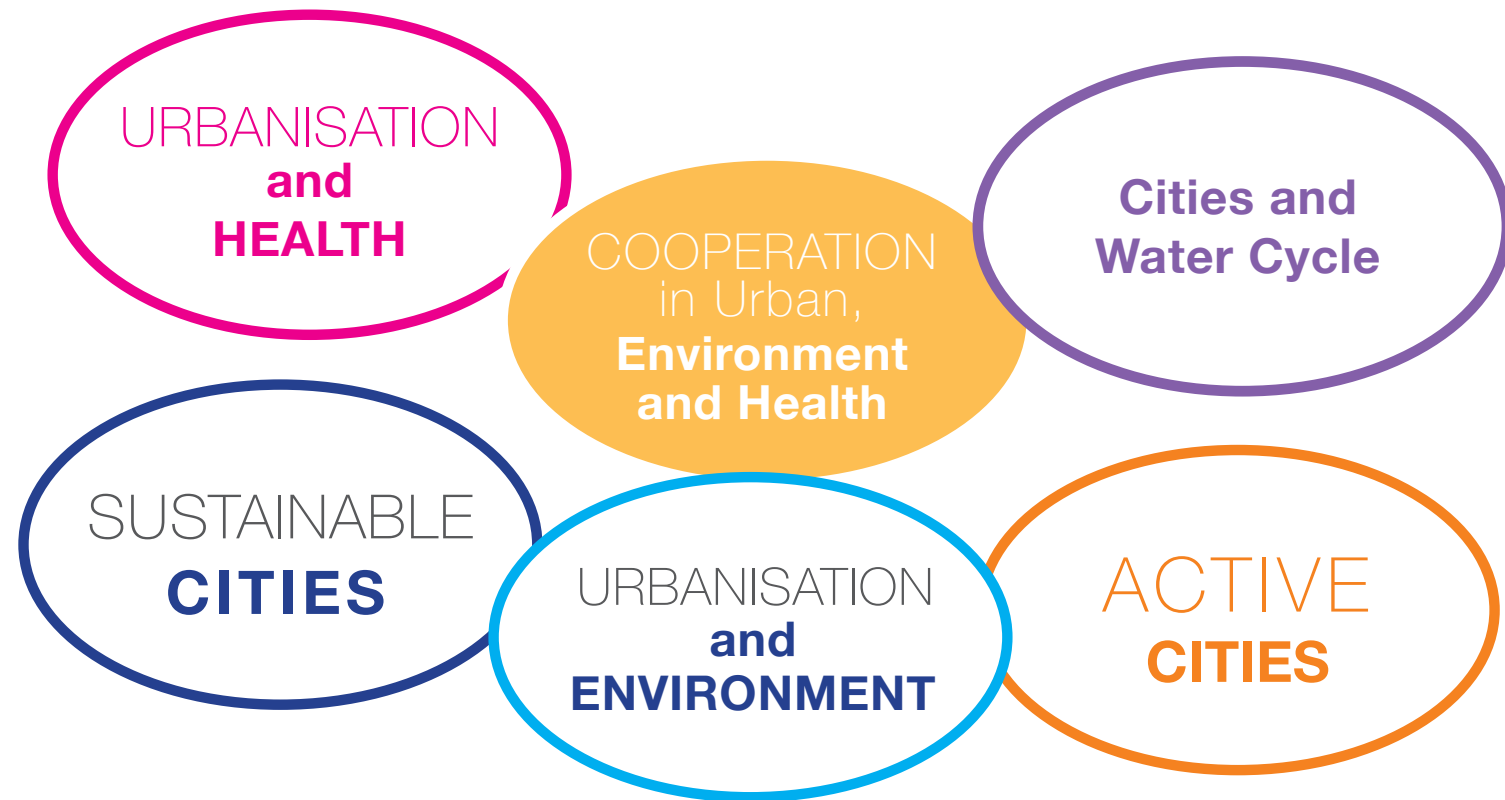 URBANISATION
and
HEALTH
COOPERATION
in Urban,
Environment
and Health
Cities and
Water Cycle
SUSTAINABLE
CITIES
URBANISATION
and
ENVIRONMENT
ACTIVE
CITIES